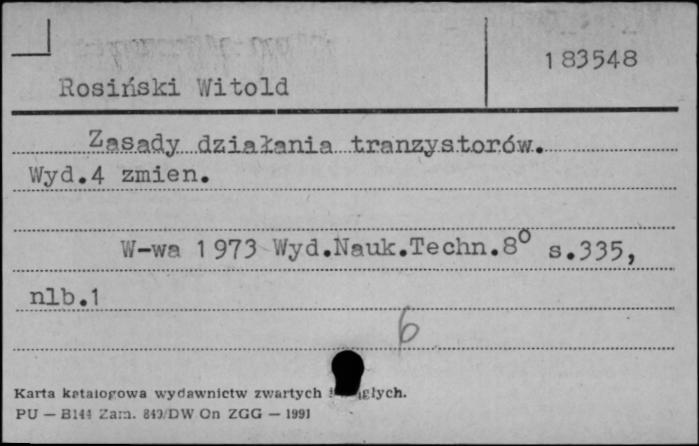 183548
Rosiński Witold
Zasady działania tranzystorów.
Wyd.4 zmien.
W-wa 1973 Wyd.Nauk.Techn.8° s.335,
nlb.1
6
Karta katalogowa wydawnictw zwartych
PU — B144 Zam. 849/DW On ZGG — 1991